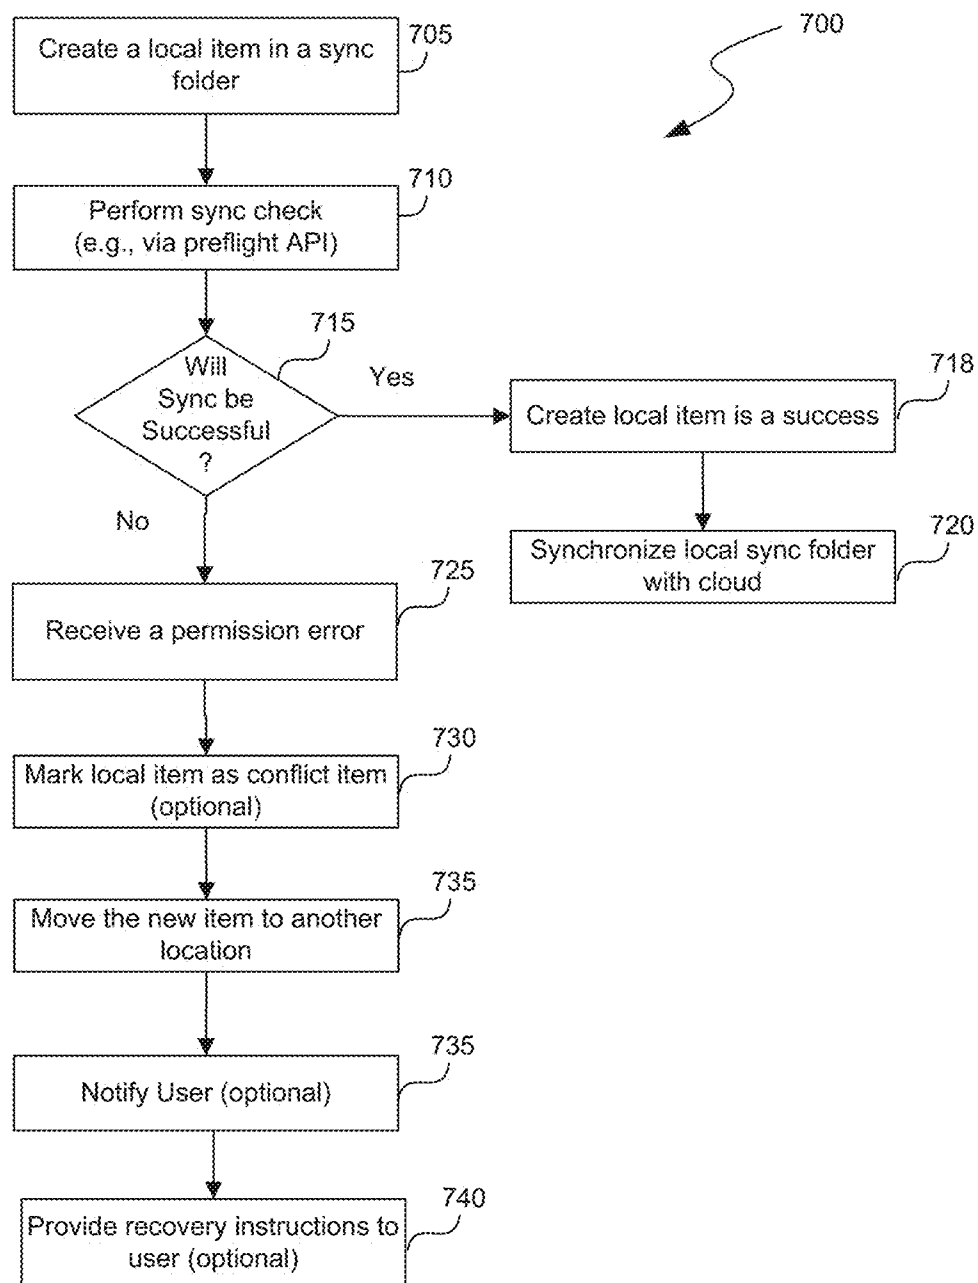 700
705
Create a local item in a sync
folder
710
Perform sync check
(e.g., via preflight API)
715
Will
Sync be
Successful
?
Yes
718
Create local item is a success
720
Synchronize local sync folder
with cloud
No
725
Receive a permission error
730
Mark local item as conflict item
(optional)
735
Move the new item to another
location
735
Notify User (optional)
740
Provide recovery instructions to
user (optional)